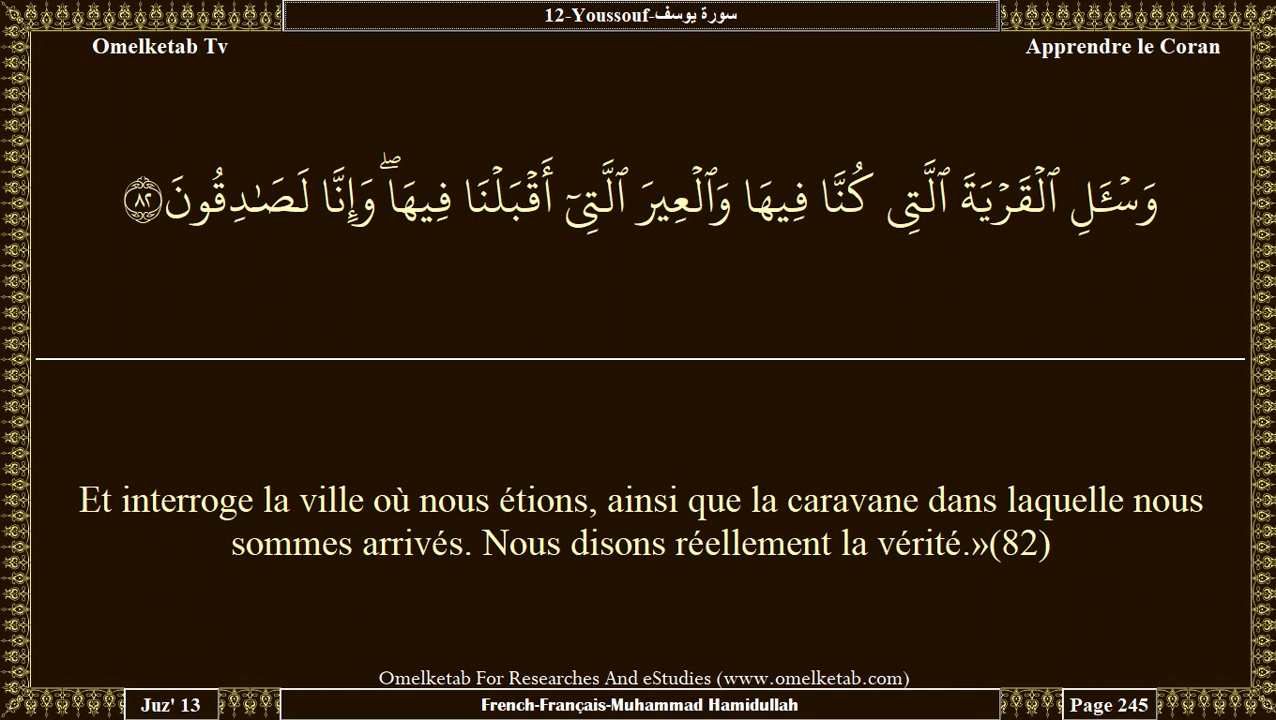 12-Youssouf-سورة يوسف
Omelketab Tv
Apprendre le Coran
وَسْـَٔلِ ٱلْقَرْيَةَ ٱلَّتِى كُنَّا فِيهَا وَٱلْعِيرَ ٱلَّتِىٓ أَقْبَلْنَا فِيهَا ۖ وَإِنَّا لَصَـٰدِقُونَ ٨٢
Et interroge la ville où nous étions, ainsi que la caravane dans laquelle nous
sommes arrivés. Nous disons réellement la vérité.»(82)
Omelketab For Researches And eStudies (www.omelketab.com)
Juz' 13
French-Français-Muhammad Hamidullah
Page 245